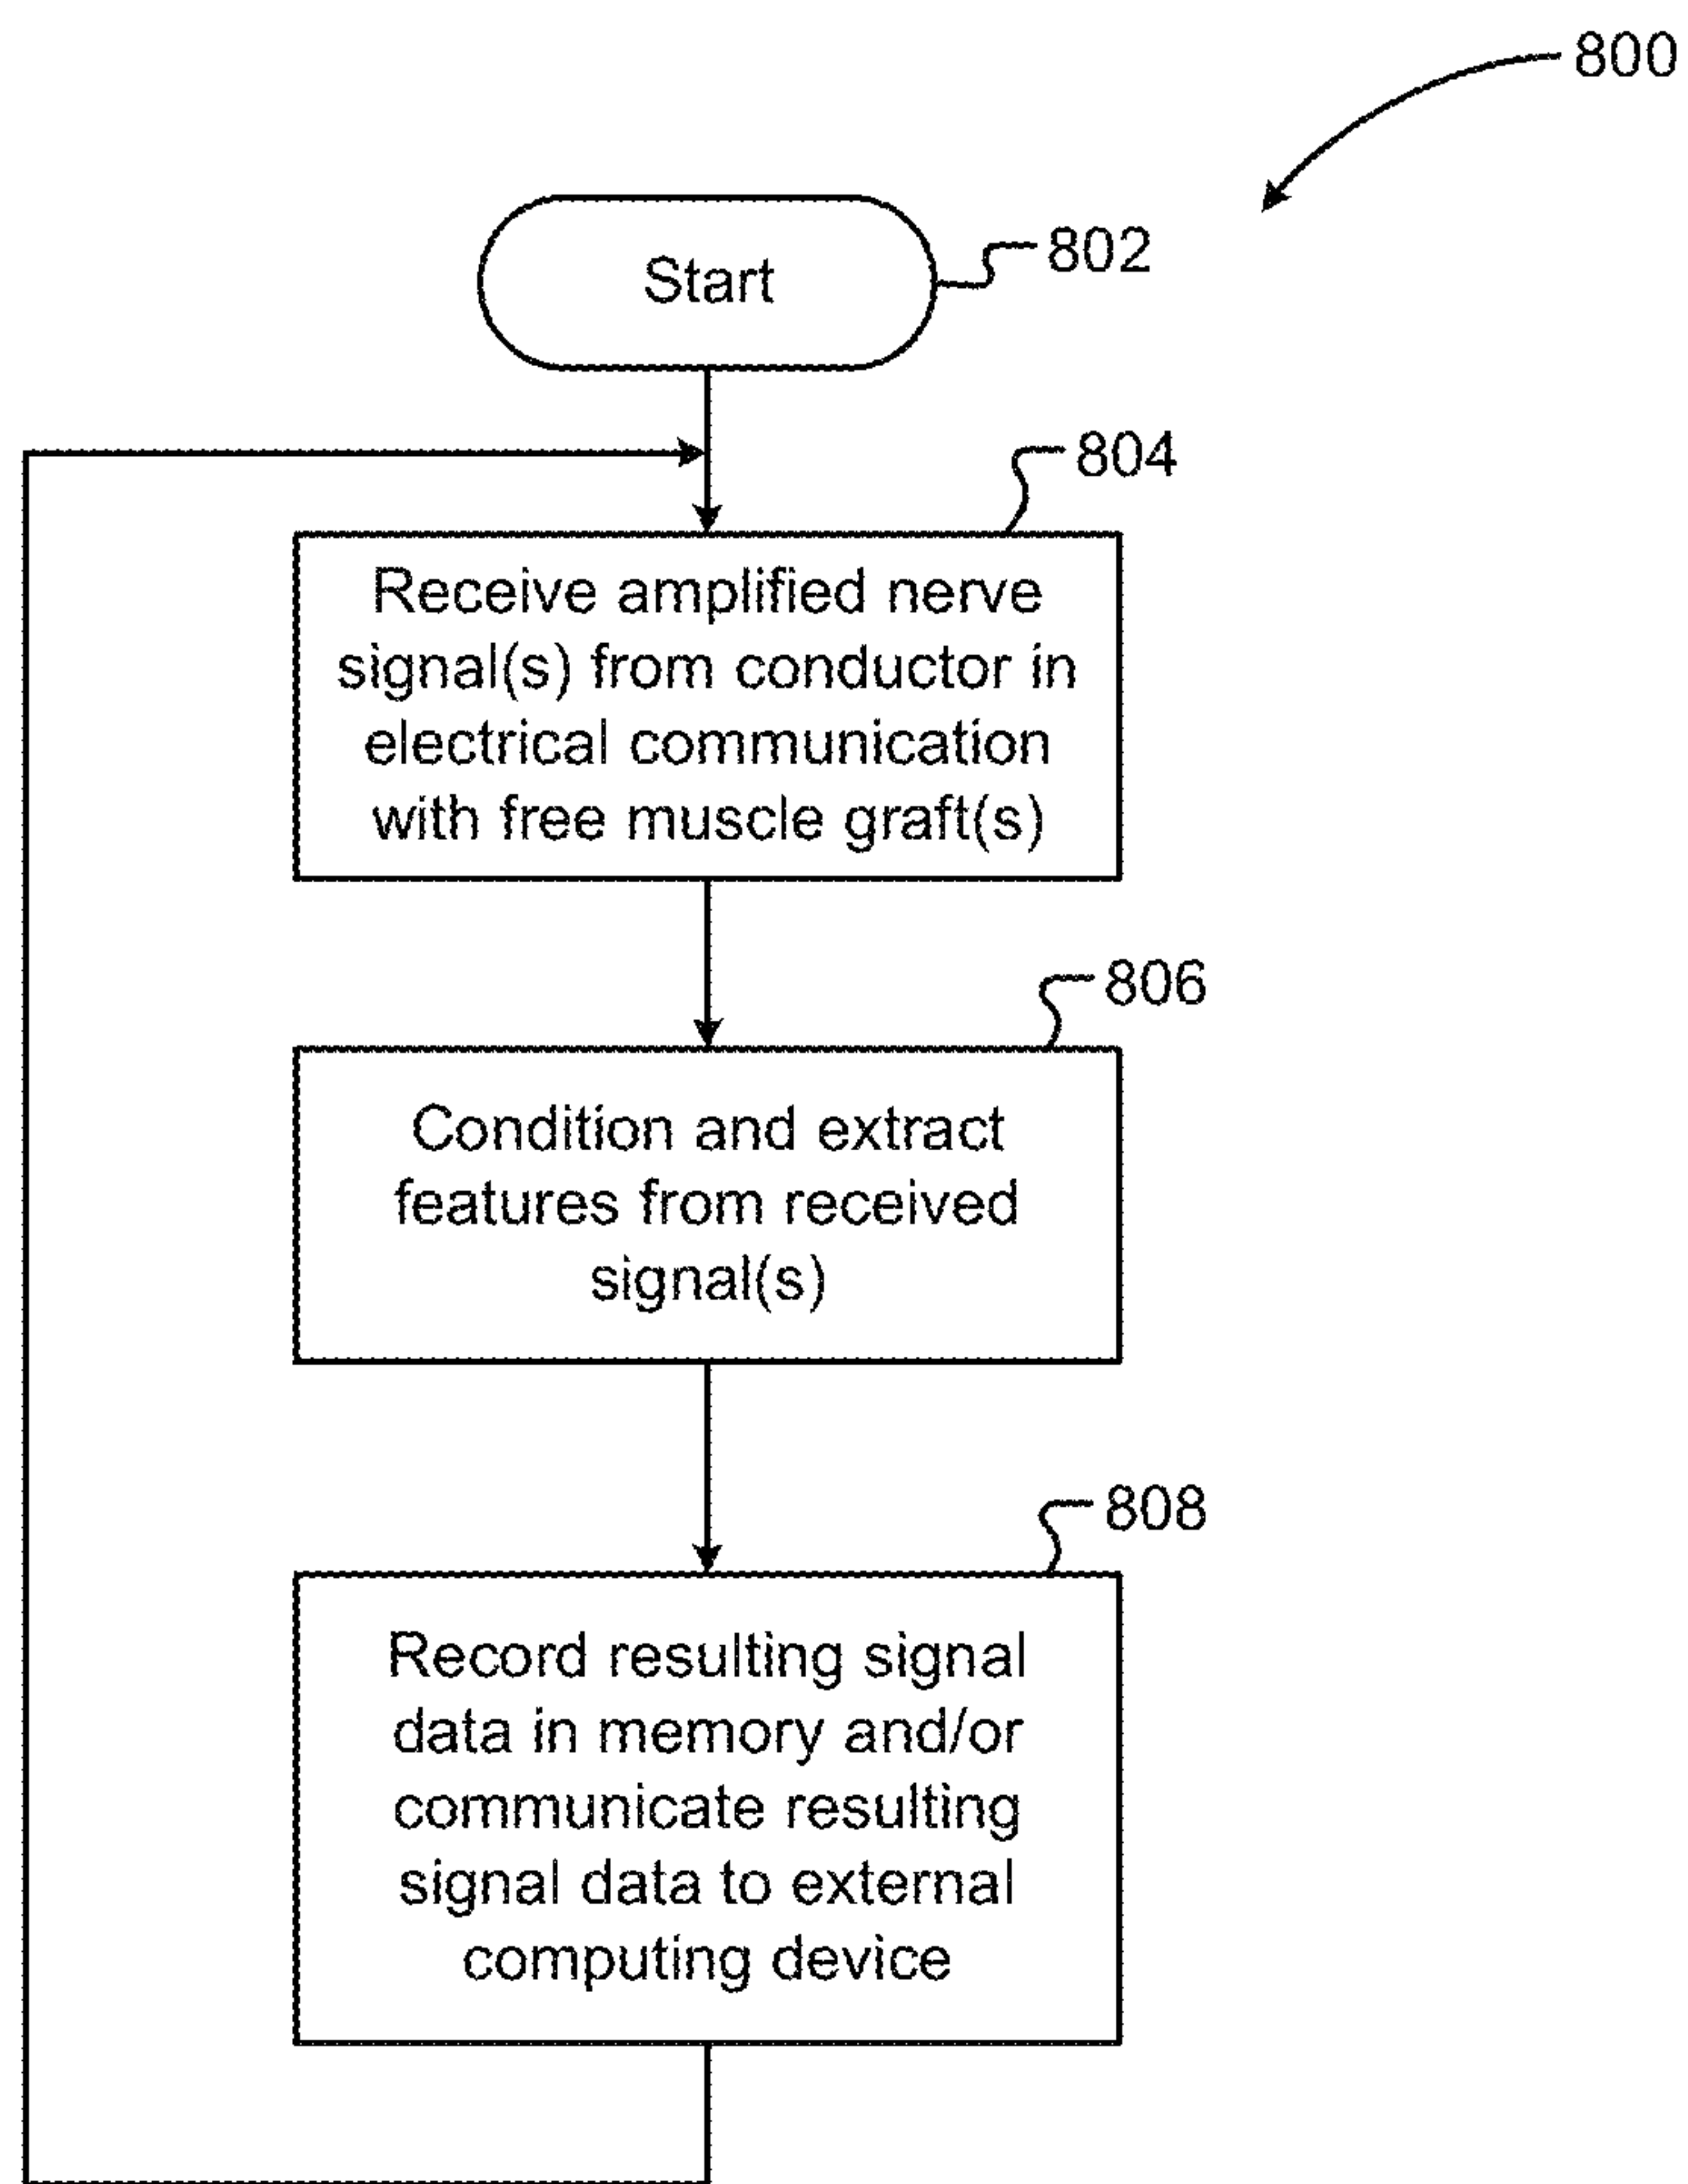 800
Start
802
804
Receive amplified nerve
signal(s) from conductor in
electrical communication
with free muscle graft(s)
806
Condition and extract
features from received
signal(s)
808
Record resulting signal
data in memory and/or
communicate resulting
signal data to external
computing device